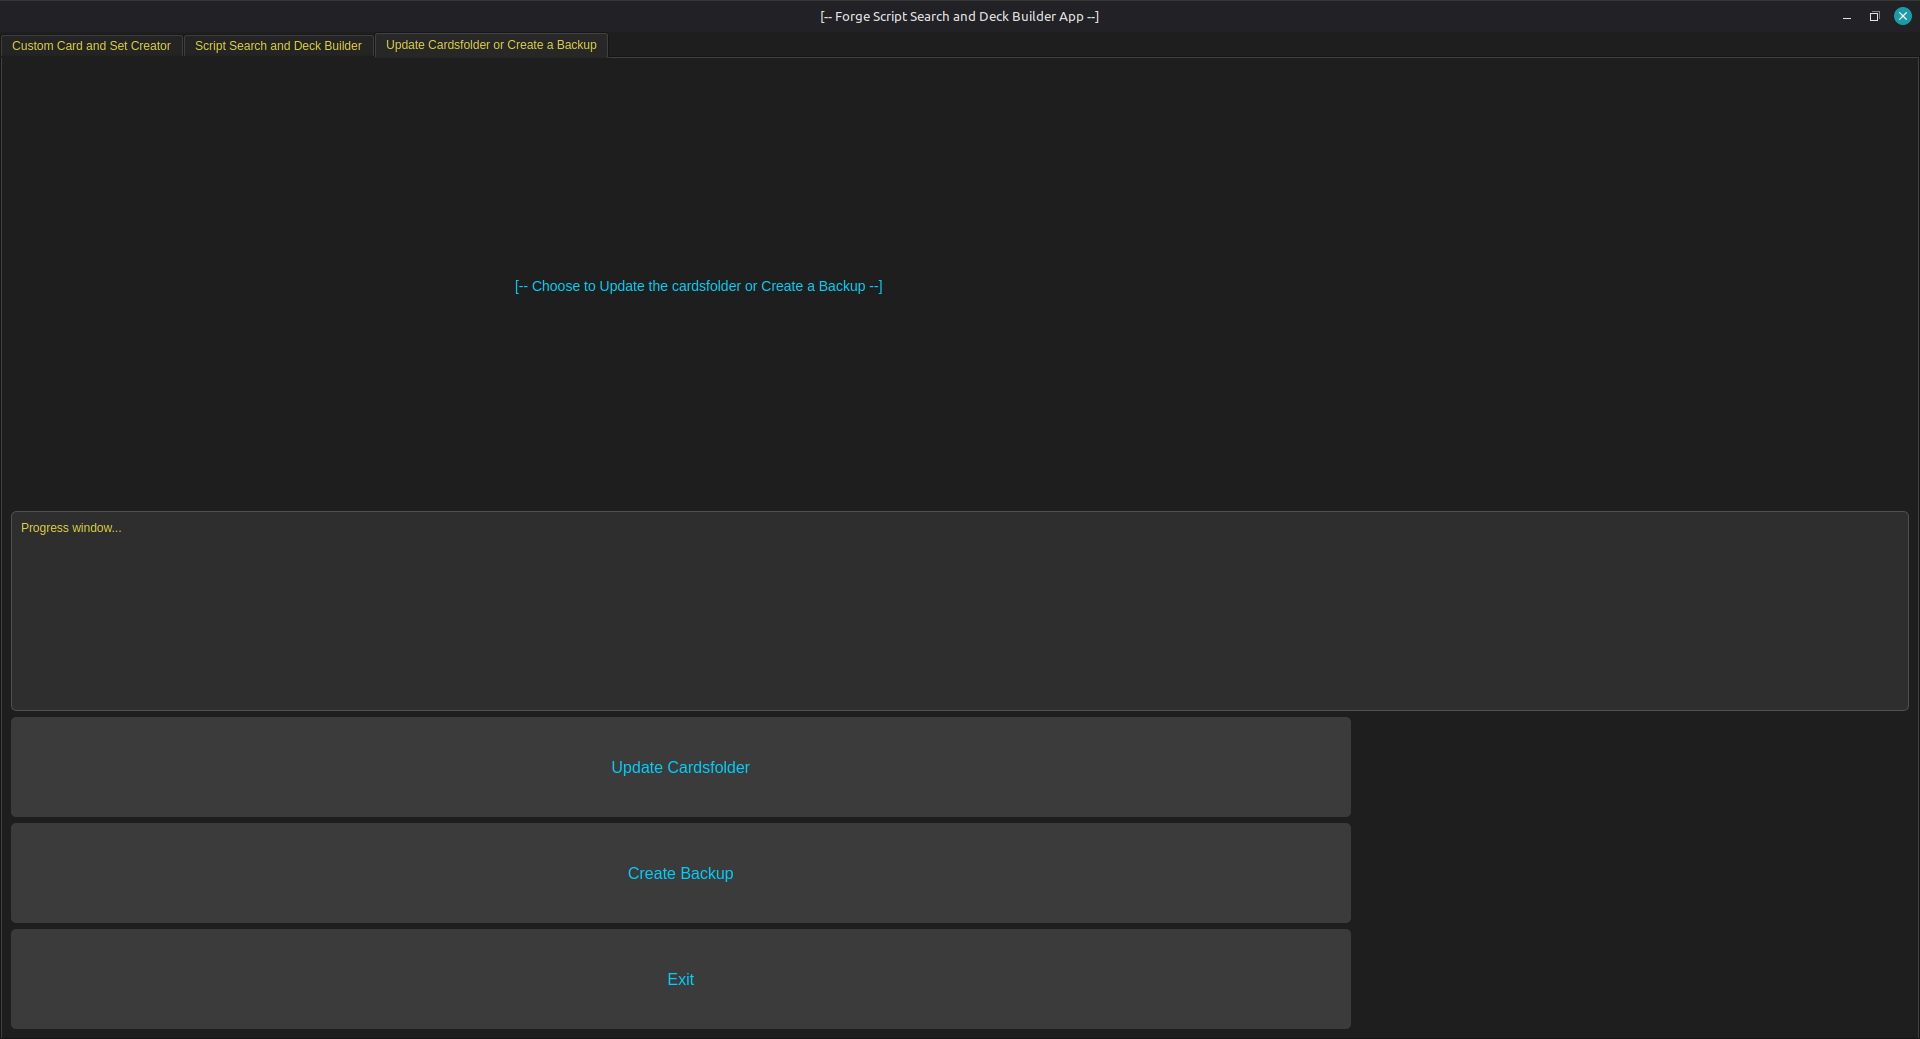 [-- Forge Script Search and Deck Builder App --]
Custom Card and Set Creator
Script Search and Deck Builder
Update Cardsfolder or Create a Backup
[-- Choose to Update the cardsfolder or Create a Backup --]
Progress window...
Update Cardsfolder
Create Backup
Exit